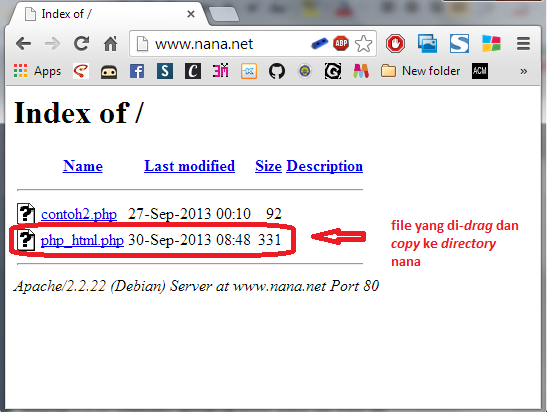 Index of /
www.nana.net
ABP
Apps
New folder
ACM
Index of /
Name Last modified Size Description
contoh2.php 27-Sep-2013 00:10 92
php_html.php 30-Sep-2013 08:48 331
file yang di-drag dan
copy ke directory
nana
Apache/2.2.22 (Debian) Server at www.nana.net Port 80